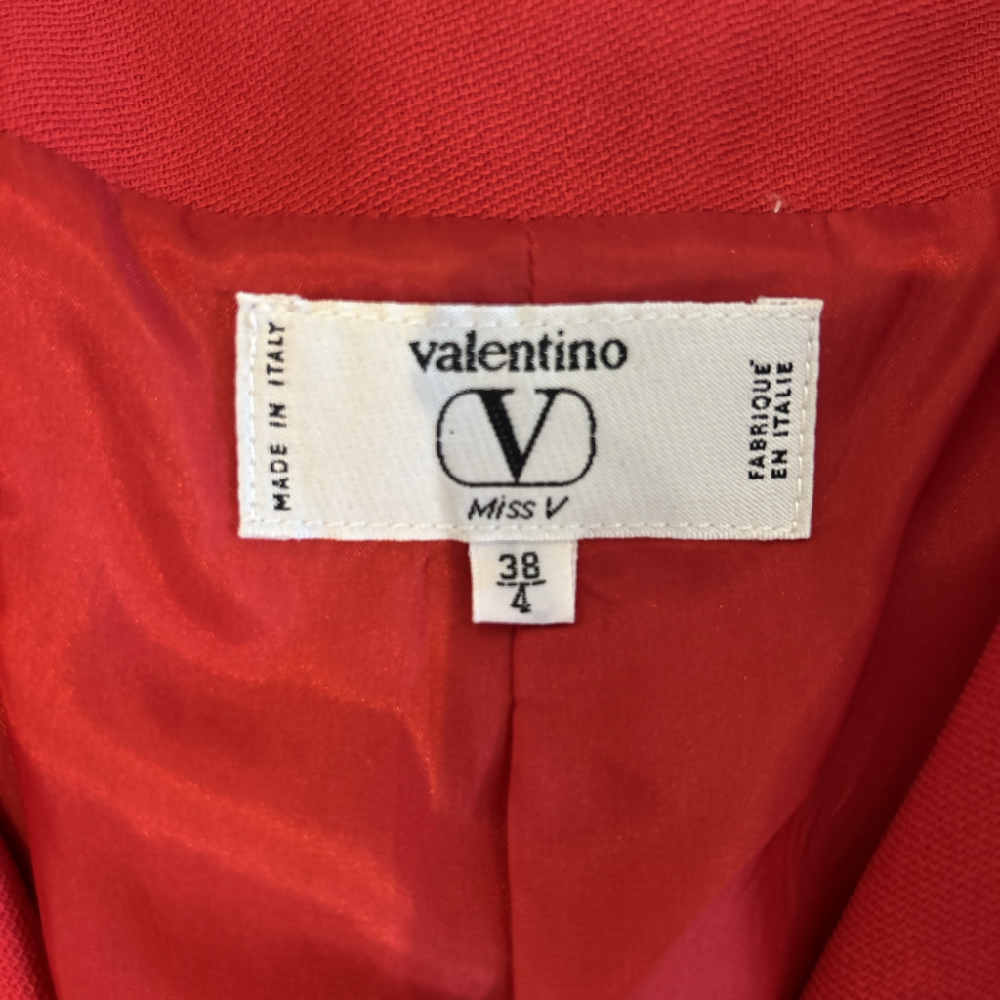 MADE IN ITALY
valentino
V
Miss V
FABRIQUÉ
EN ITALIE
38
4